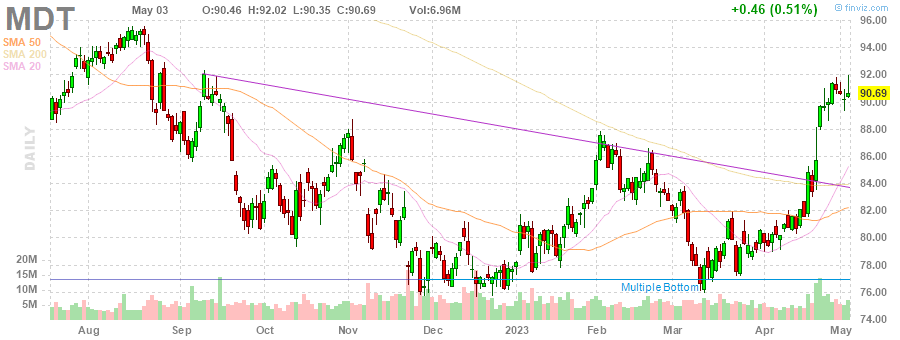 MDT May 03 O:90.46 H:92.02 L:90.35 C:90.69 Vol:6.96M +0.46 (0.51%) © finviz.com
SMA 50
SMA 200
SMA 20
DAILY
96.00
94.00
92.00
90.69
90.00
88.00
86.00
84.00
82.00
80.00
78.00
76.00
74.00
20M
15M
10M
5M
Multiple Bottom
Aug Sep Oct Nov Dec 2023 Feb Mar Apr May